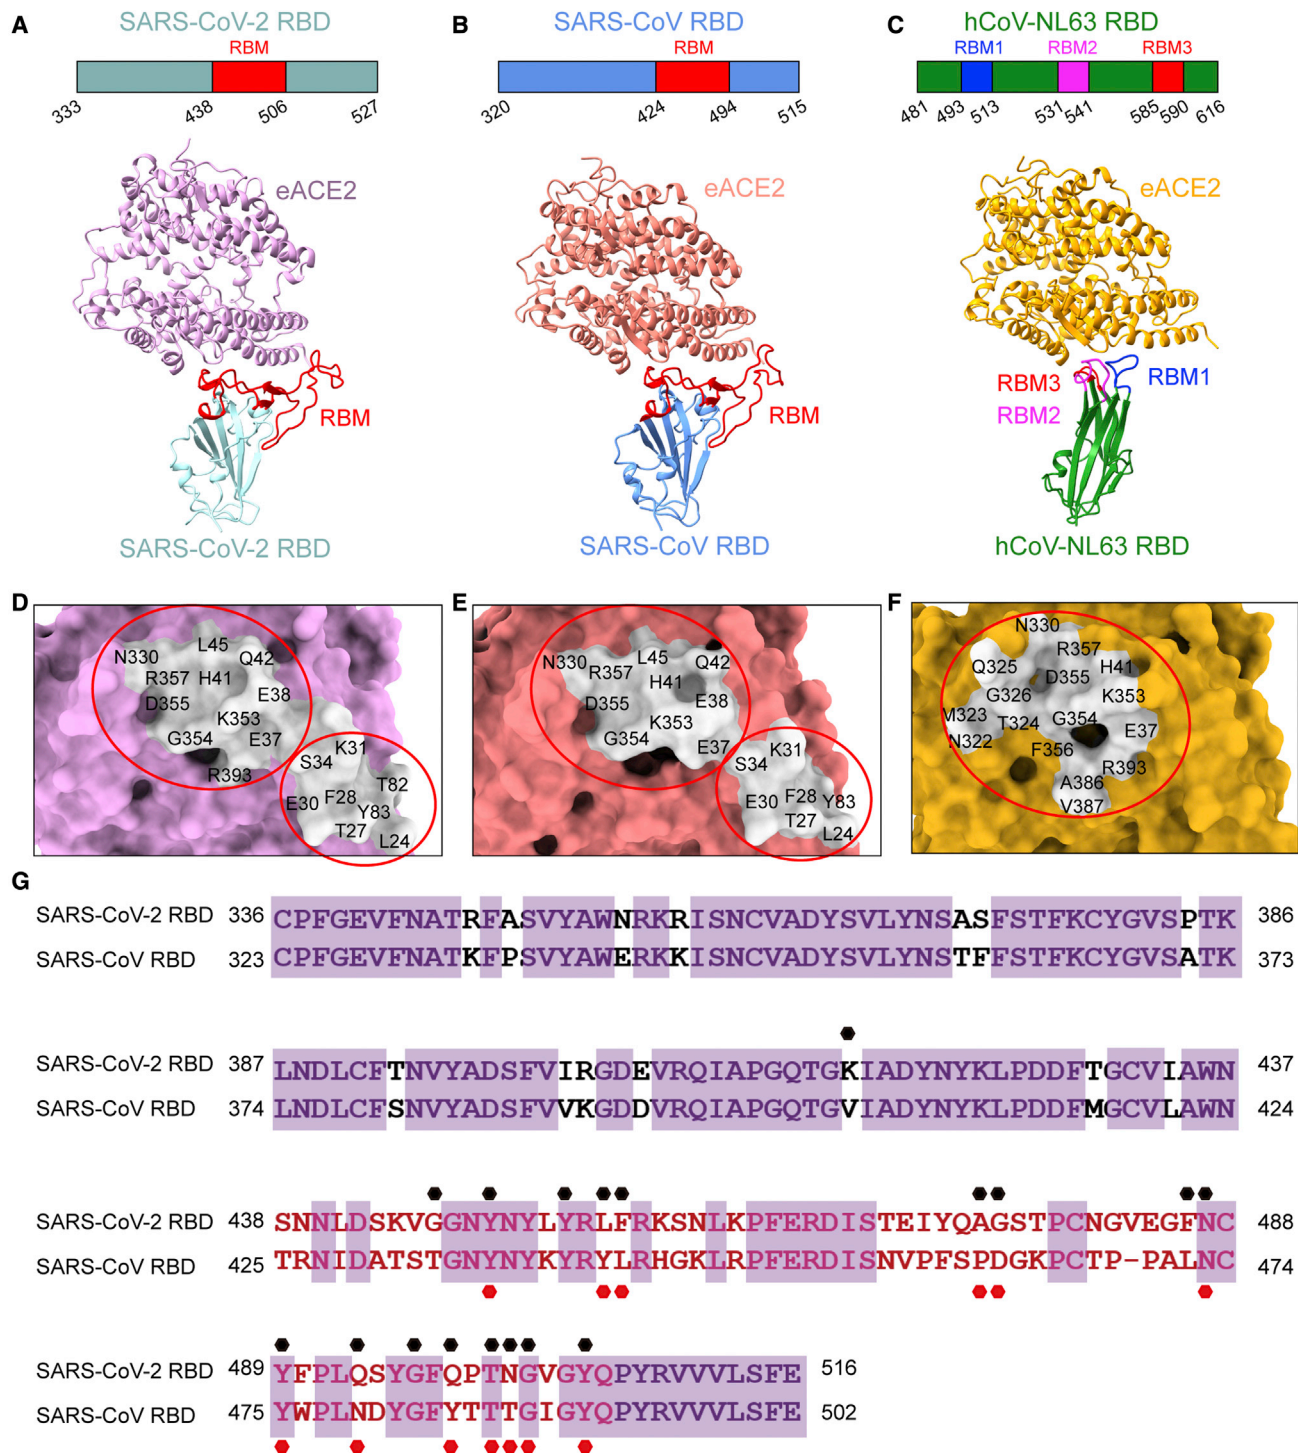 A
SARS-CoV-2 RBD
RBM
333 438 506 527
eACE2
RBM
SARS-CoV-2 RBD
B
SARS-CoV RBD
RBM
320 424 494 515
eACE2
RBM
SARS-CoV RBD
C
hCoV-NL63 RBD
RBM1 RBM2 RBM3
481 493 513 531 541 585 590 616
eACE2
RBM3
RBM1
RBM2
hCoV-NL63 RBD
D
L45
N330
Q42
R357
H41
E38
D355
K353
G354
E37
K31
S34
R393
T82
F28
E30
Y83
T27
L24
E
L45
N330
Q42
R357
H41
E38
D355
K353
G354
E37
K31
S34
F28
E30
Y83
T27
L24
F
N330
R357
Q325
H41
D355
G326
K353
M323
T324
G354
E37
N322
F356
R393
A386
V387
G
SARS-CoV-2 RBD 336 CPFGEVFNATRFASVYAWNRKRISNCVADYSVLYNSASFSTFKCYGVSPTK 386
SARS-CoV RBD 323 CPFGEVFNATKFPSVYAWERKKISNCVADYSVLYNSTFFSTFKCYGVSATK 373
SARS-CoV-2 RBD 387 LNDLCFTNVYADSFVIRGDEVRQIAPGQTGKIADYNYKLPDDFTGCVIAWN 437
SARS-CoV RBD 374 LNDLCFSNVYADSFVVKGDDVRQIAPGQTGVIADYNYKLPDDFMGCVLAWN 424
SARS-CoV-2 RBD 438 SNNLDSKVGGNYNYLYRLFRKSNLKPFERDISTEIYQAGSTPCNGVEGFNC 488
SARS-CoV RBD 425 TRNIDATSTGNYNYKYRYLRHGKLRPFERDISNVPFSPDGKPCTP-PALNC 474
SARS-CoV-2 RBD 489 YFPLQSYGFQPTNGVGYQPYRVVVLSFE 516
SARS-CoV RBD 475 YWPLNDYGFYTTTGIGYQPYRVVVLSFE 502